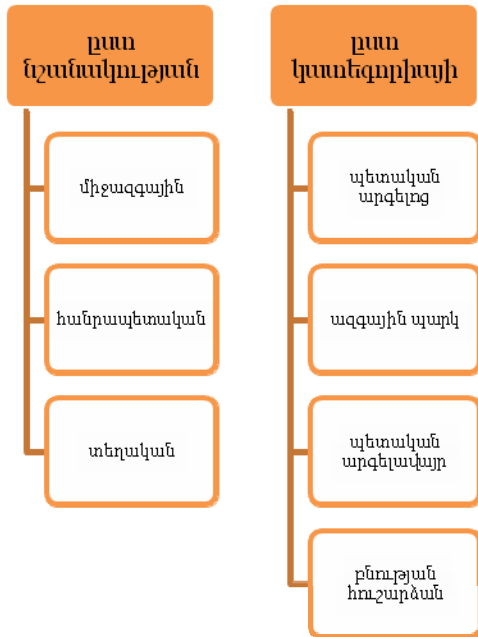 ըստ
նշանակության
միջազգային
հանրապետական
տեղական
ըստ
կատեգորիայի
պետական
արգելոց
ազգային պարկ
պետական
արգելավայր
բնության
հուշարձան